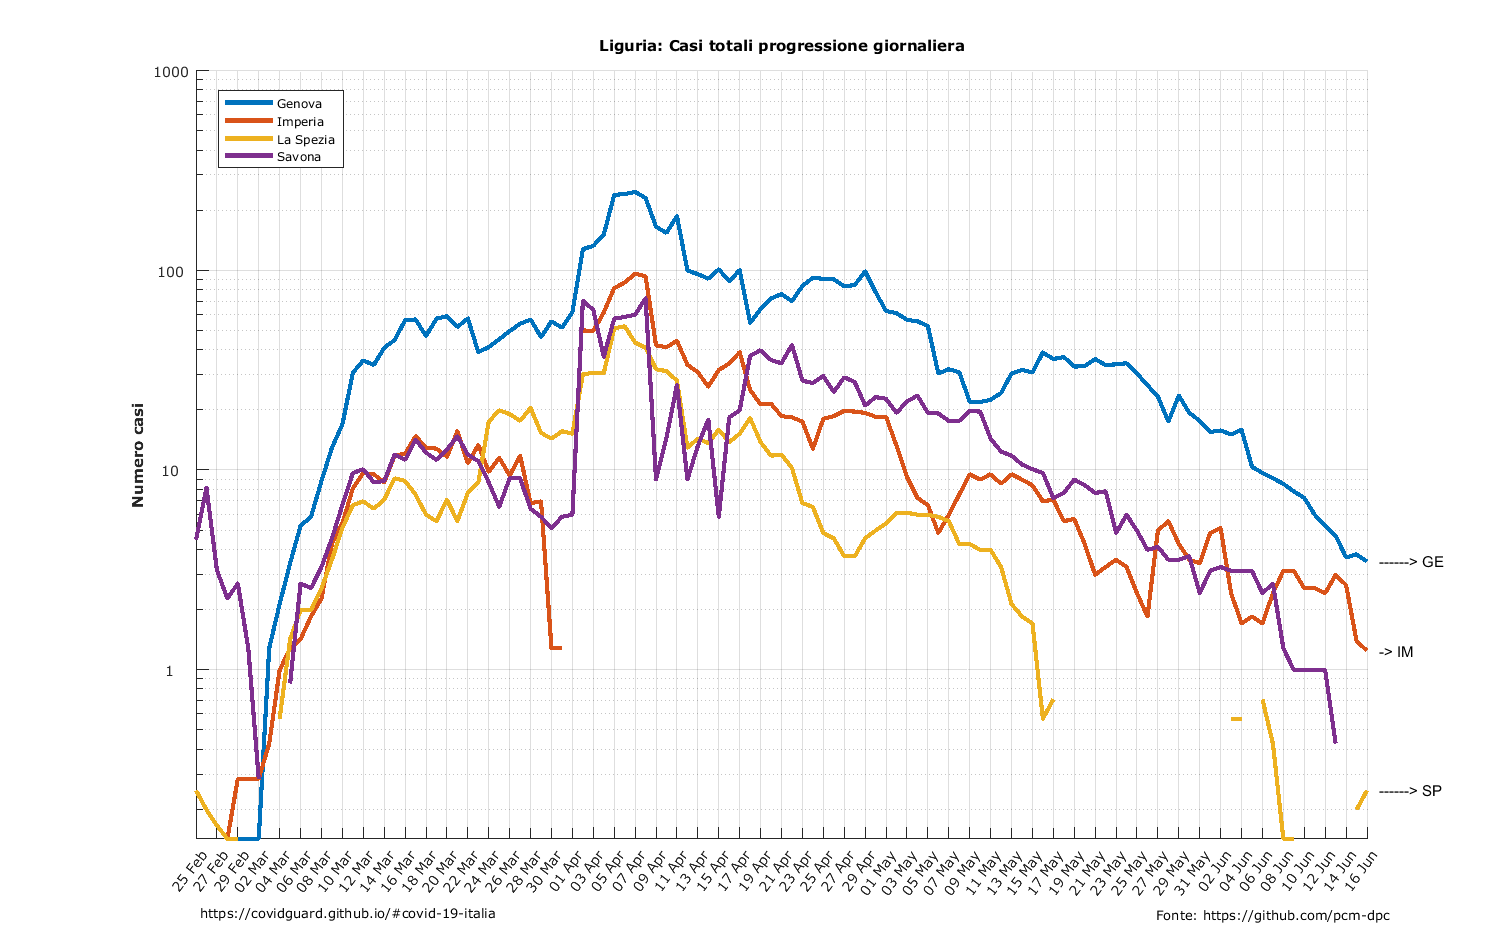 Liguria: Casi totali progressione giornaliera
1000
100
10
1
Numero casi
Genova
Imperia
La Spezia
Savona
------> GE
-> IM
------> SP
25 Feb
27 Feb
29 Feb
02 Mar
04 Mar
06 Mar
08 Mar
10 Mar
12 Mar
14 Mar
16 Mar
18 Mar
20 Mar
22 Mar
24 Mar
26 Mar
28 Mar
30 Mar
01 Apr
03 Apr
05 Apr
07 Apr
09 Apr
11 Apr
13 Apr
15 Apr
17 Apr
19 Apr
21 Apr
23 Apr
25 Apr
27 Apr
29 Apr
01 May
03 May
05 May
07 May
09 May
11 May
13 May
15 May
17 May
19 May
21 May
23 May
25 May
27 May
29 May
31 May
02 Jun
04 Jun
06 Jun
08 Jun
10 Jun
12 Jun
14 Jun
16 Jun
https://covidguard.github.io/#covid-19-italia
Fonte: https://github.com/pcm-dpc